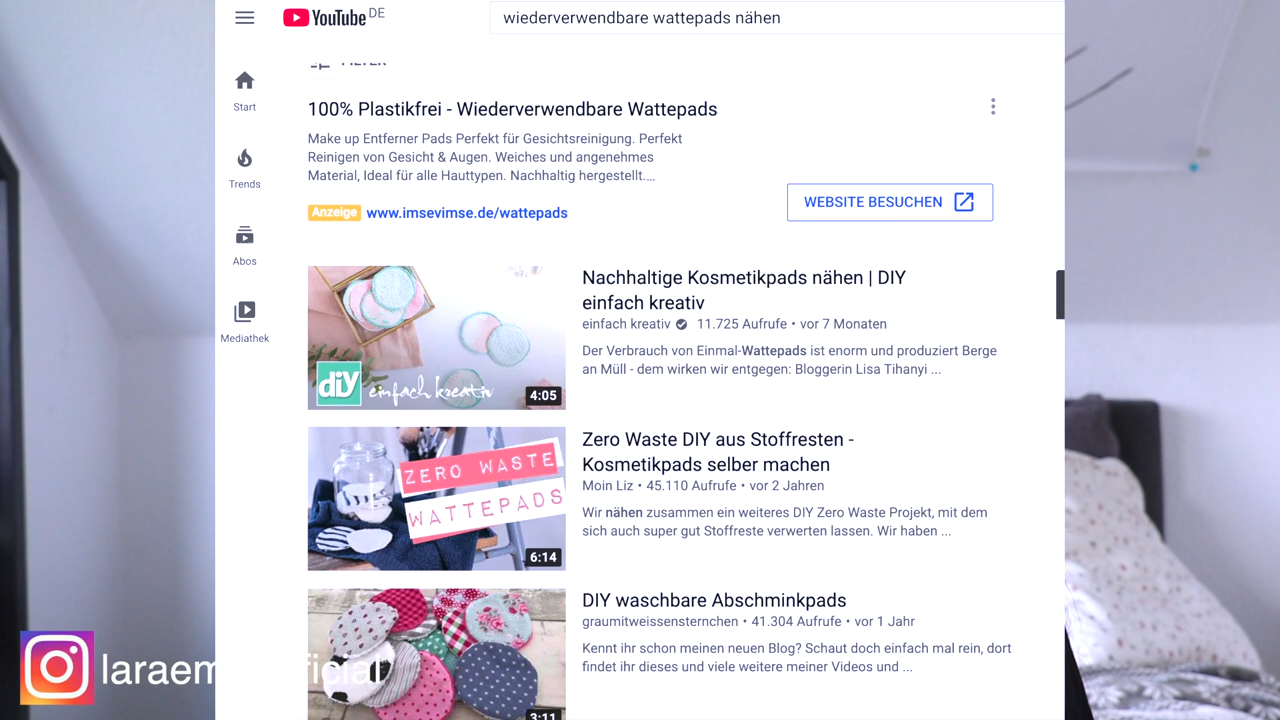 YouTube DE
wiederverwendbare wattepads nähen
FILTER
Start
Trends
Abos
Mediathek
100% Plastikfrei - Wiederverwendbare Wattepads
Make up Entferner Pads Perfekt für Gesichtsreinigung. Perfekt
Reinigen von Gesicht & Augen. Weiches und angenehmes
Material, Ideal für alle Hauttypen. Nachhaltig hergestellt....
Anzeige www.imsevimse.de/wattepads
WEBSITE BESUCHEN
diy einfach kreativ
4:05
Nachhaltige Kosmetikpads nähen | DIY
einfach kreativ
einfach kreativ 11.725 Aufrufe • vor 7 Monaten
Der Verbrauch von Einmal-Wattepads ist enorm und produziert Berge
an Müll - dem wirken wir entgegen: Bloggerin Lisa Tihanyi ...
ZERO WASTE
WATTEPADS
6:14
Zero Waste DIY aus Stoffresten -
Kosmetikpads selber machen
Moin Liz • 45.110 Aufrufe • vor 2 Jahren
Wir nähen zusammen ein weiteres DIY Zero Waste Projekt, mit dem
sich auch super gut Stoffreste verwerten lassen. Wir haben ...
3:11
DIY waschbare Abschminkpads
graumitweissensternchen • 41.304 Aufrufe • vor 1 Jahr
Kennt ihr schon meinen neuen Blog? Schaut doch einfach mal rein, dort
findet ihr dieses und viele weitere meiner Videos und ...